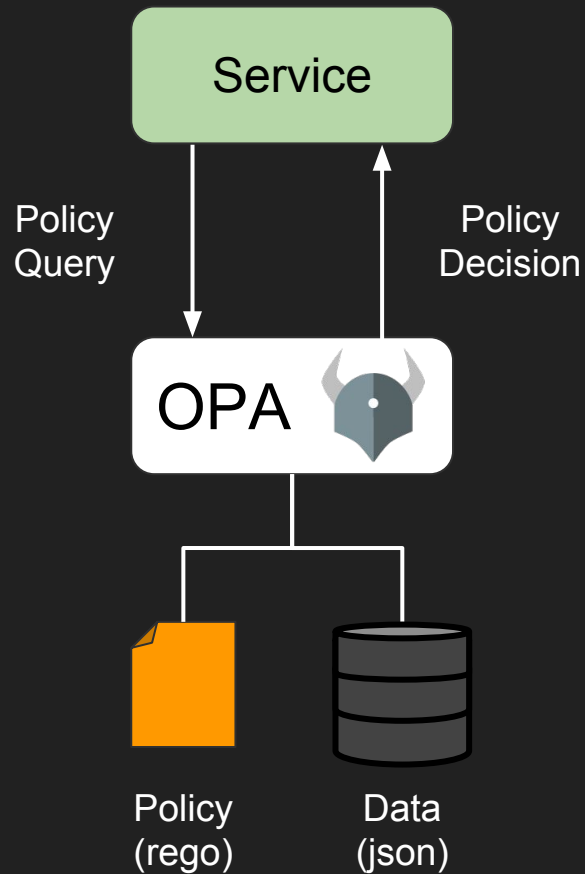 Service
Policy
Query
Policy
Decision
OPA
Policy
(rego)
Data
(json)